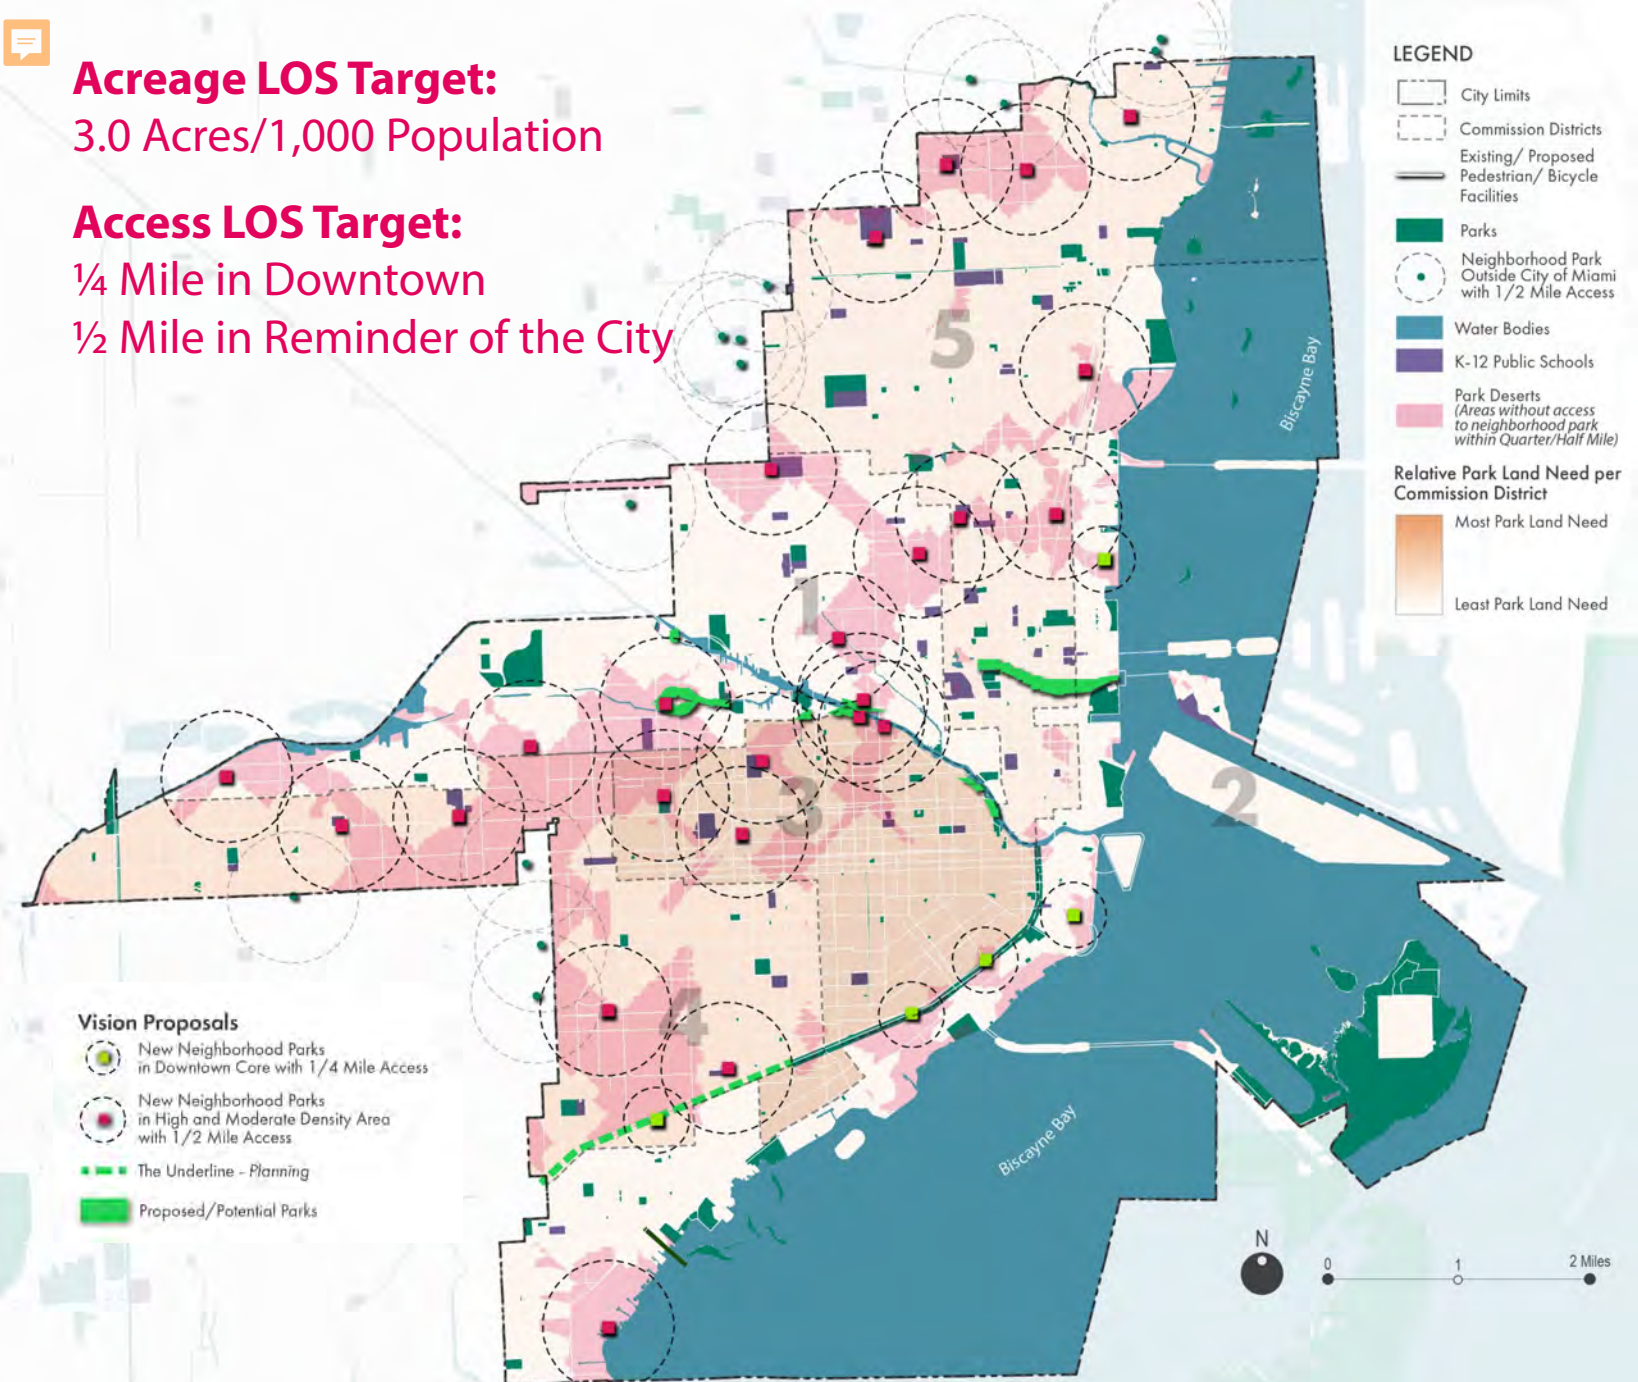 Acreage LOS Target:
3.0 Acres/1,000 Population
Access LOS Target:
¼ Mile in Downtown
½ Mile in Reminder of the City
LEGEND
City Limits
Commission Districts
Existing/ Proposed
Pedestrian/ Bicycle
Facilities
Parks
Neighborhood Park
Outside City of Miami
with 1/2 Mile Access
Water Bodies
K-12 Public Schools
Park Deserts
(Areas without access
to neighborhood park
within Quarter/Half Mile)
Relative Park Land Need per
Commission District
Most Park Land Need
Least Park Land Need
5
Biscayne Bay
1
3
2
4
Biscayne Bay
Vision Proposals
New Neighborhood Parks
in Downtown Core with 1/4 Mile Access
New Neighborhood Parks
in High and Moderate Density Area
with 1/2 Mile Access
The Underline - Planning
Proposed/Potential Parks
N
0 1 2 Miles